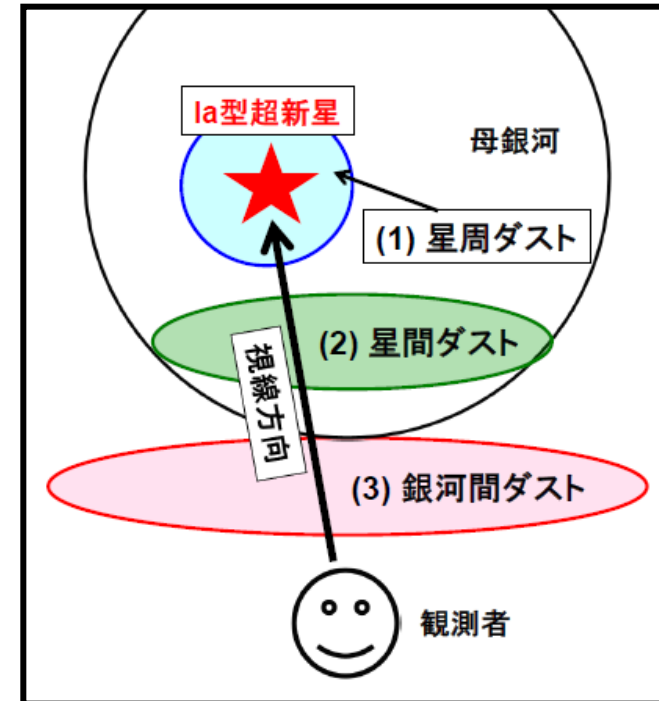 Ia型超新星
母銀河
(1) 星周ダスト
(2) 星間ダスト
視線方向
(3) 銀河間ダスト
観測者